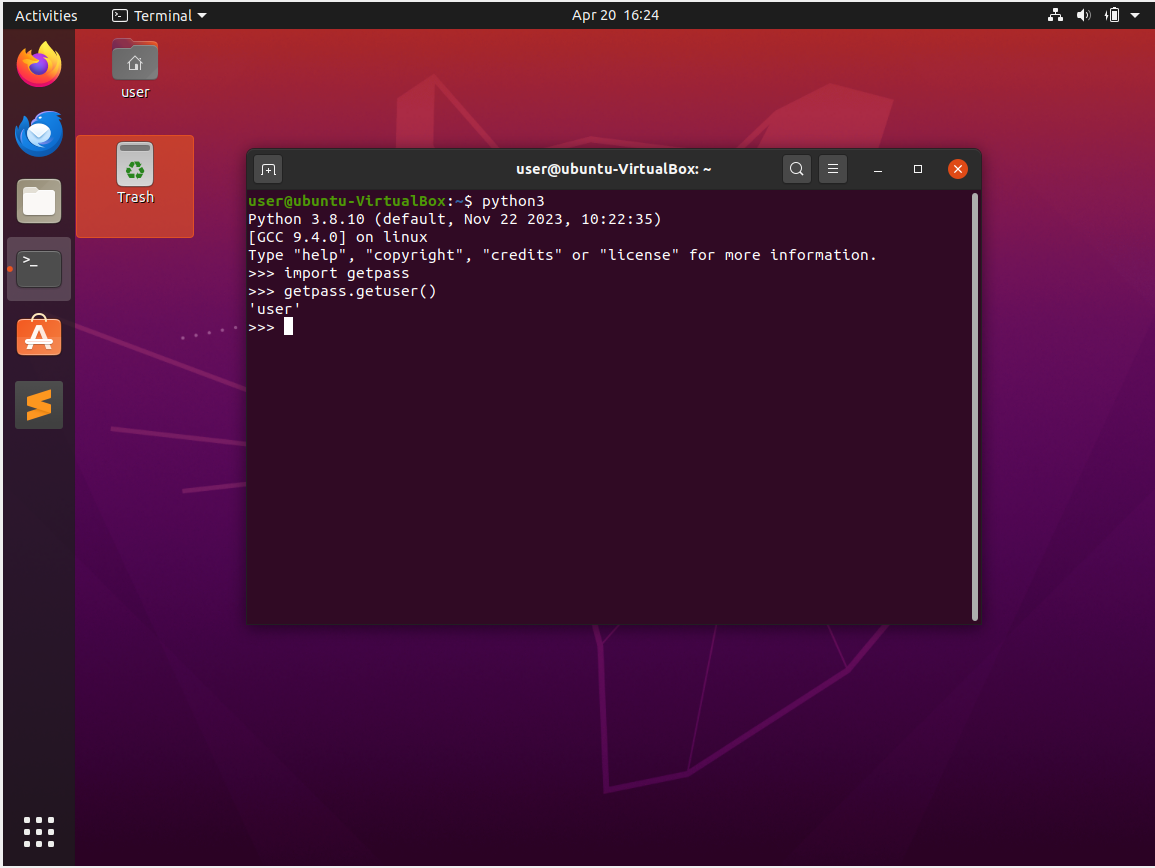 Activities
Terminal
Apr 20 16:24
user
Trash
user@ubuntu-VirtualBox: ~
user@ubuntu-VirtualBox:~$ python3
Python 3.8.10 (default, Nov 22 2023, 10:22:35)
[GCC 9.4.0] on linux
Type "help", "copyright", "credits" or "license" for more information.
>>> import getpass
>>> getpass.getuser()
'user'
>>>